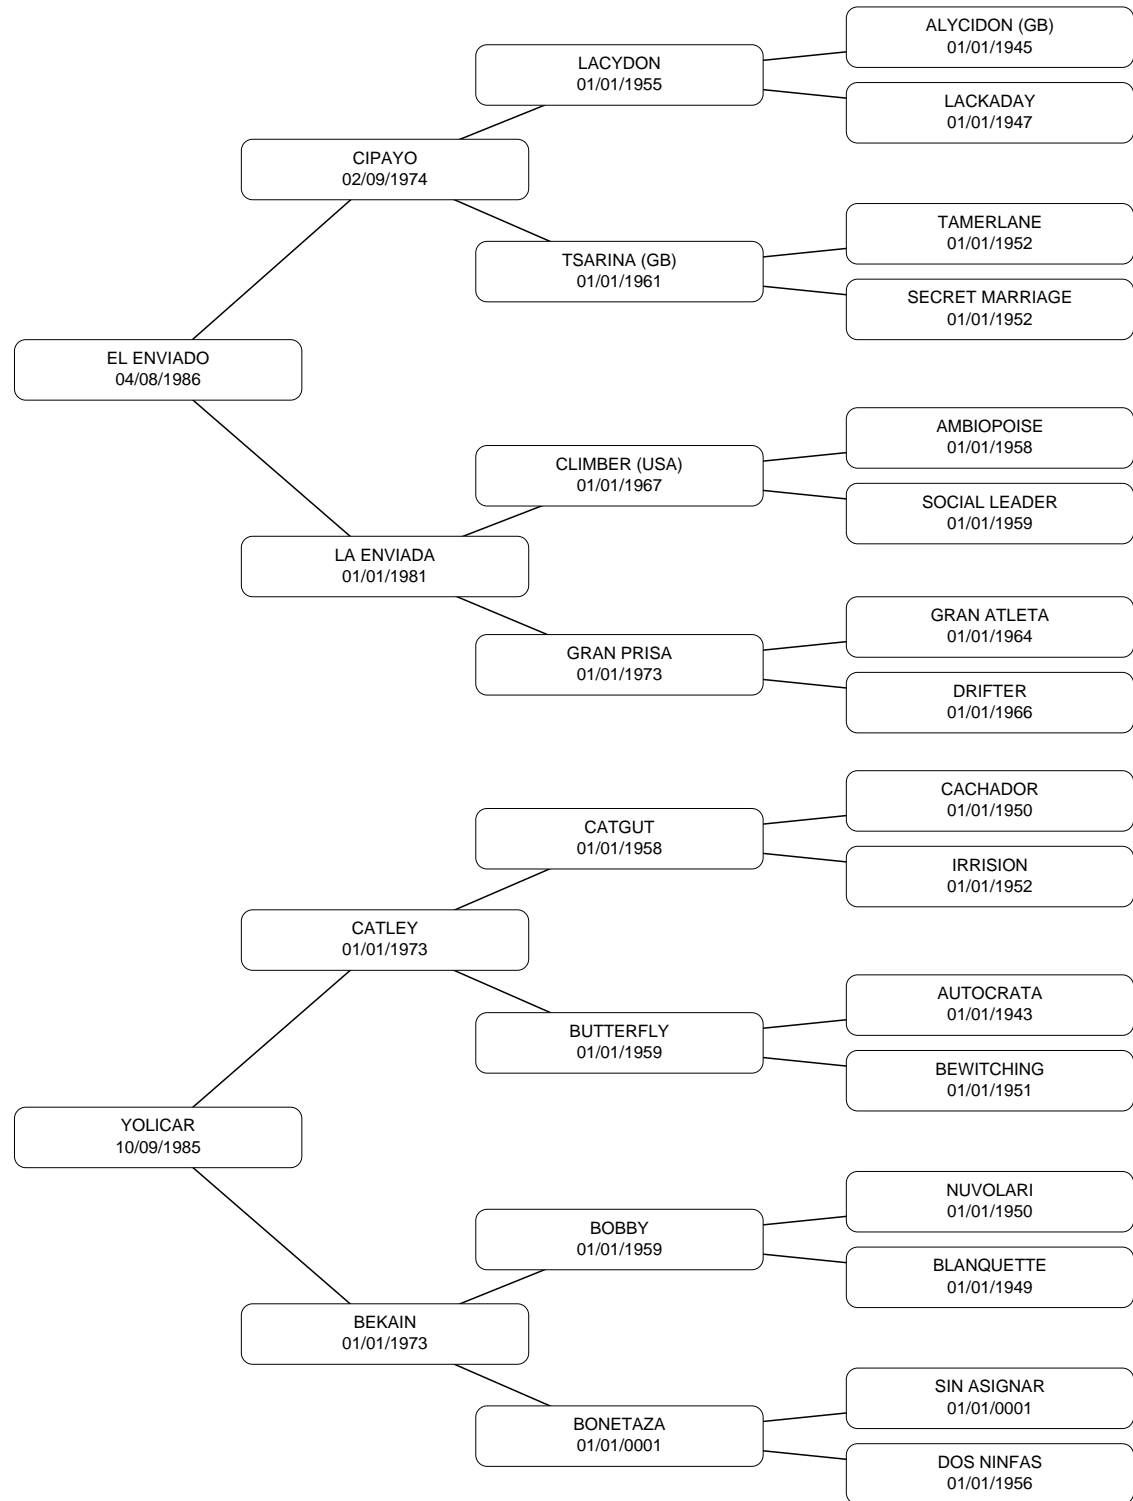 ALYCIDON (GB)
01/01/1945
LACYDON
01/01/1955
LACKADAY
01/01/1947
CIPAYO
02/09/1974
TAMERLANE
01/01/1952
TSARINA (GB)
01/01/1961
SECRET MARRIAGE
01/01/1952
EL ENVIADO
04/08/1986
AMBIOPOISE
01/01/1958
CLIMBER (USA)
01/01/1967
SOCIAL LEADER
01/01/1959
LA ENVIADA
01/01/1981
GRAN ATLETA
01/01/1964
GRAN PRISA
01/01/1973
DRIFTER
01/01/1966
CACHADOR
01/01/1950
CATGUT
01/01/1958
IRRISION
01/01/1952
CATLEY
01/01/1973
AUTOCRATA
01/01/1943
BUTTERFLY
01/01/1959
BEWITCHING
01/01/1951
YOLICAR
10/09/1985
NUVOLARI
01/01/1950
BOBBY
01/01/1959
BLANQUETTE
01/01/1949
BEKAIN
01/01/1973
SIN ASIGNAR
01/01/0001
BONETAZA
01/01/0001
DOS NINFAS
01/01/1956